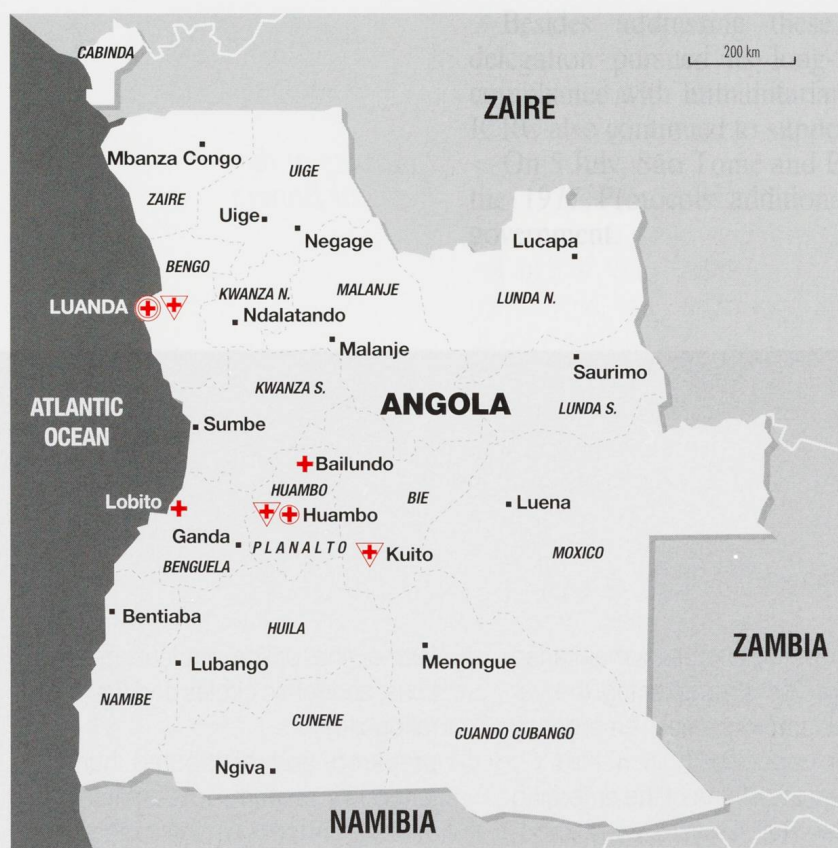 CABINDA
200 km
ZAIRE
Mbanza Congo
UIGE
ZAIRE
Uige
Negage
Lucapa
BENGO
KWANZA N.
MALANJE
LUNDA N.
LUANDA
Ndalatando
Malanje
Saurimo
KWANZA S.
ANGOLA
LUNDA S.
ATLANTIC
OCEAN
Sumbe
Bailundo
HUAMBO
BIE
Lobito
Huambo
Luena
Ganda
PLANALTO
Kuito
MOXICO
BENGUELA
Bentiaba
HUILA
ZAMBIA
Lubango
Menongue
NAMIBE
CUNENE
CUANDO CUBANGO
Ngiva
NAMIBIA